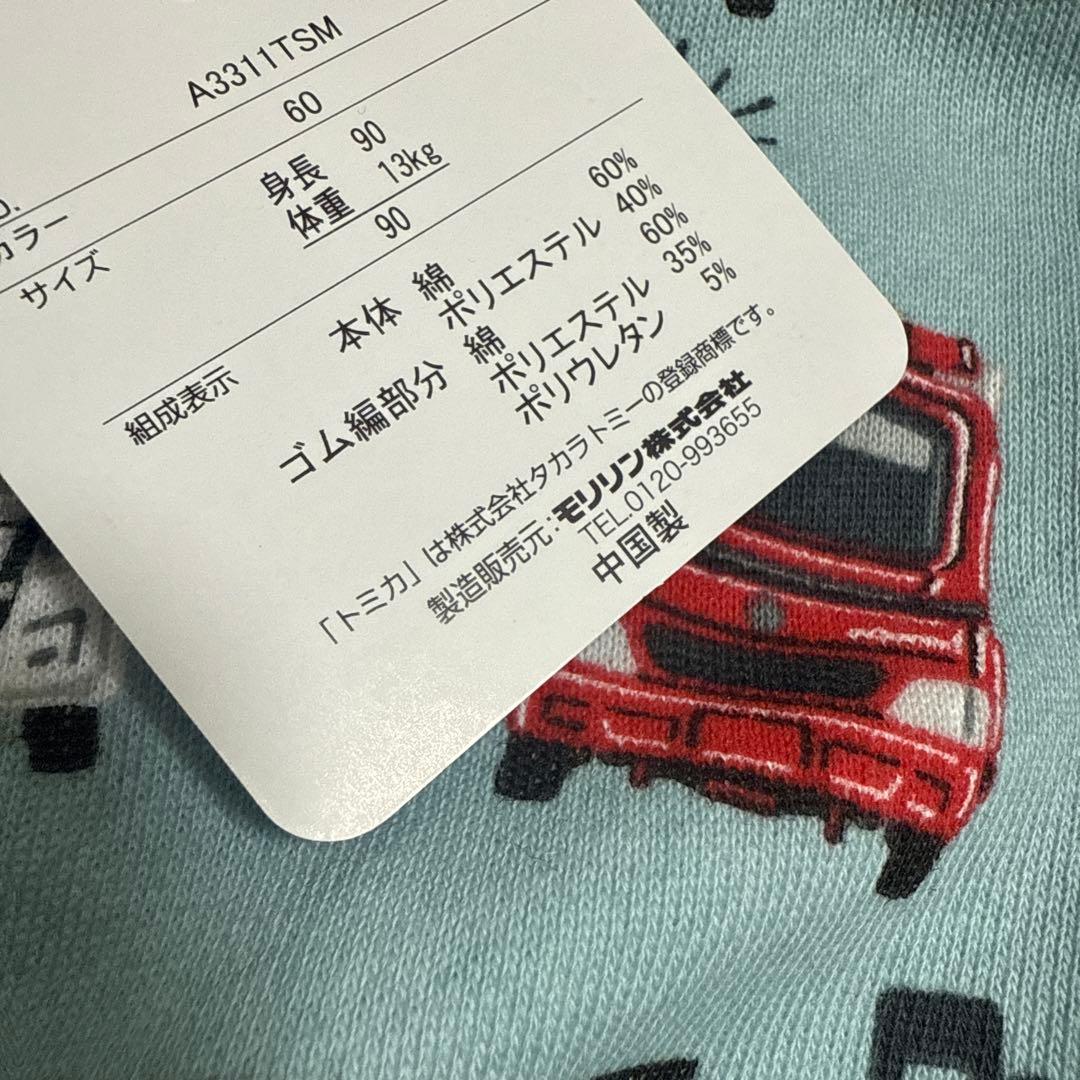 A3311TSM
カラー 60
サイズ 身長 90
体重 13kg
90
組成表示 本体 綿 60%
ポリエステル 40%
ゴム編部分 綿 60%
ポリエステル 35%
ポリウレタン 5%
「トミカ」は株式会社タカラトミーの登録商標です。
製造販売元:モリリン株式会社
TEL.0120-993655
中国製